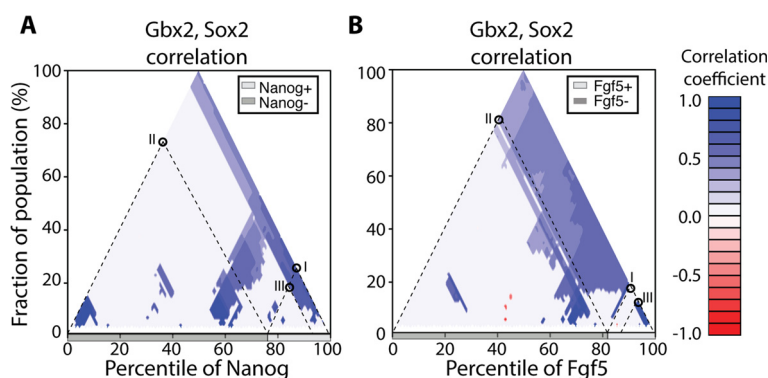 A
Gbx2, Sox2
correlation
Fraction of population (%)
100
80
60
40
20
0
Nanog+
Nanog-
II
I
III
0 20 40 60 80 100
Percentile of Nanog
B
Gbx2, Sox2
correlation
100
80
60
40
20
0
Fgf5+
Fgf5-
II
I
III
0 20 40 60 80 100
Percentile of Fgf5
Correlation
coefficient
1.0
0.5
0.0
-0.5
-1.0